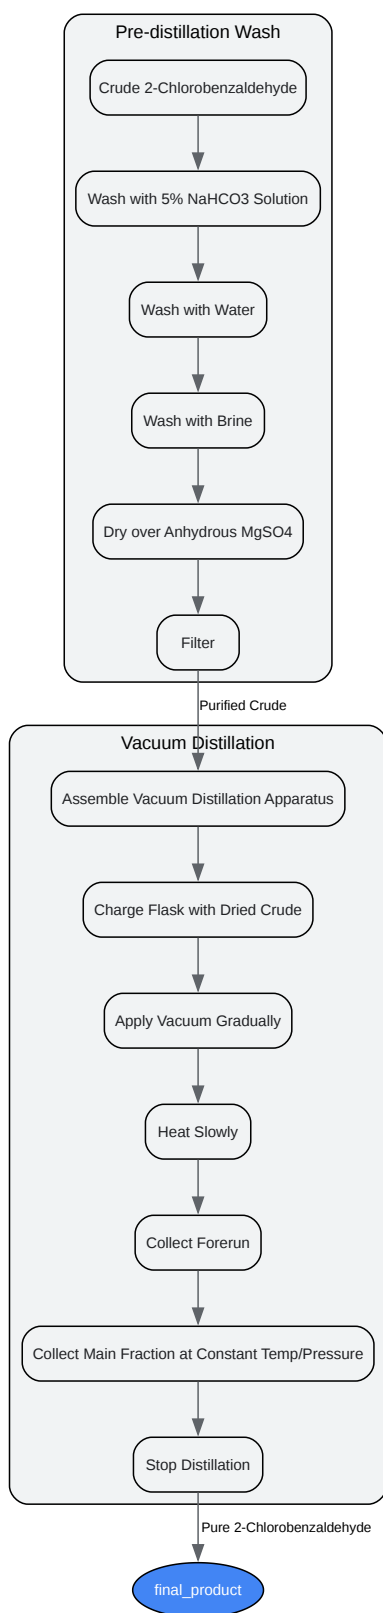 Pre-distillation Wash
Crude 2-Chlorobenzaldehyde
Wash with 5% NaHCO3 Solution
Wash with Water
Wash with Brine
Dry over Anhydrous MgSO4
Filter
Purified Crude
Vacuum Distillation
Assemble Vacuum Distillation Apparatus
Charge Flask with Dried Crude
Apply Vacuum Gradually
Heat Slowly
Collect Forerun
Collect Main Fraction at Constant Temp/Pressure
Stop Distillation
Pure 2-Chlorobenzaldehyde
final_product